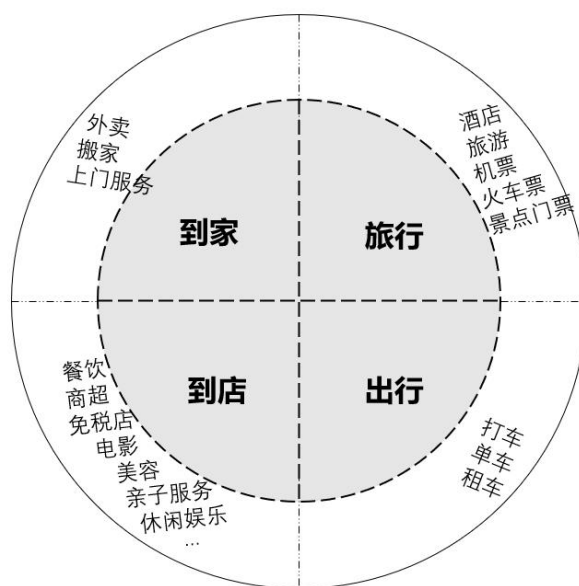 外卖
搬家
上门服务
酒店
旅游
机票
火车票
景点门票
到家
旅行
到店
出行
餐饮
商超
免税店
电影
美容
亲子服务
休闲娱乐
...
打车
单车
租车